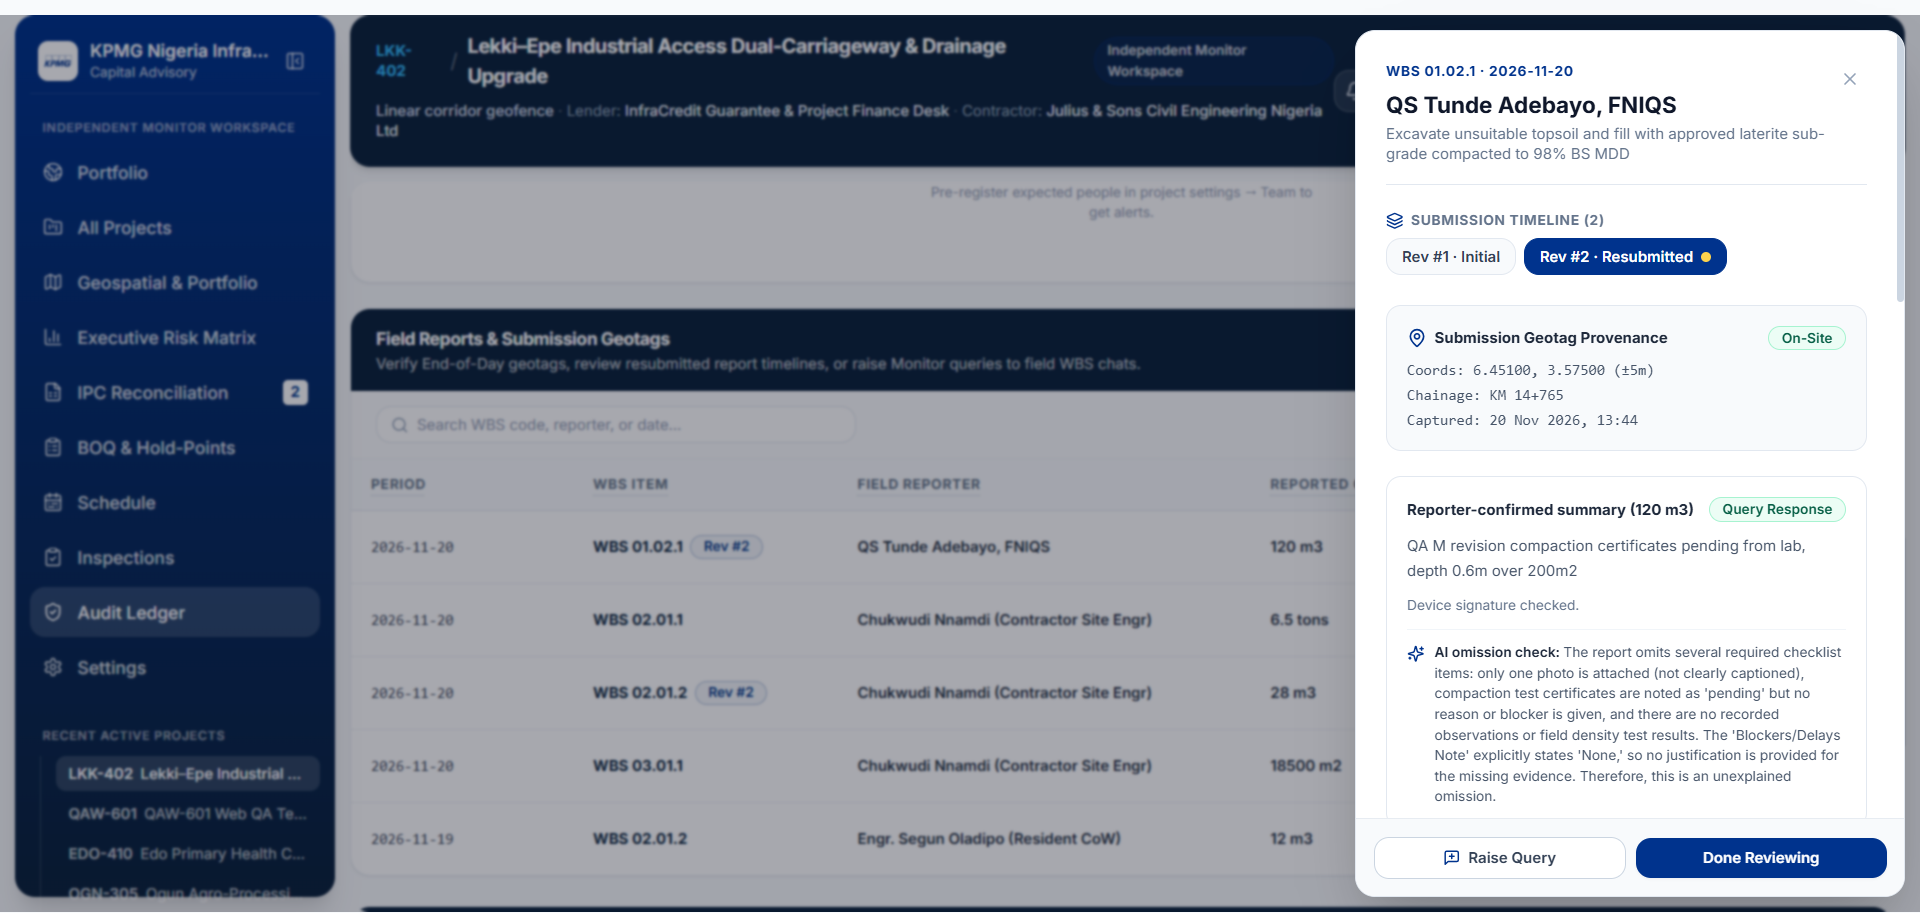 KPMG Nigeria Infra...
Capital Advisory
INDEPENDENT MONITOR WORKSPACE
Portfolio
All Projects
Geospatial & Portfolio
Executive Risk Matrix
IPC Reconciliation 2
BOQ & Hold-Points
Schedule
Inspections
Audit Ledger
Settings
RECENT ACTIVE PROJECTS
LKK-402 Lekki–Epe Industrial ...
QAW-601 QAW-601 Web QA Te...
EDO-410 Edo Primary Health C...
OGN-305 Ogun Agro-Processi
LKK-
402
/
Lekki–Epe Industrial Access Dual-Carriageway & Drainage
Upgrade
Independent Monitor
Workspace
Linear corridor geofence · Lender: InfraCredit Guarantee & Project Finance Desk · Contractor: Julius & Sons Civil Engineering Nigeria
Ltd
Pre-register expected people in project settings → Team to
get alerts.
Field Reports & Submission Geotags
Verify End-of-Day geotags, review resubmitted report timelines, or raise Monitor queries to field WBS chats.
Search WBS code, reporter, or date...
PERIOD WBS ITEM FIELD REPORTER REPORTED
2026-11-20 WBS 01.02.1 Rev #2 QS Tunde Adebayo, FNIQS 120 m3
2026-11-20 WBS 02.01.1 Chukwudi Nnamdi (Contractor Site Engr) 6.5 tons
2026-11-20 WBS 02.01.2 Rev #2 Chukwudi Nnamdi (Contractor Site Engr) 28 m3
2026-11-20 WBS 03.01.1 Chukwudi Nnamdi (Contractor Site Engr) 18500 m2
2026-11-19 WBS 02.01.2 Engr. Segun Oladipo (Resident CoW) 12 m3
WBS 01.02.1 · 2026-11-20
QS Tunde Adebayo, FNIQS
Excavate unsuitable topsoil and fill with approved laterite sub-
grade compacted to 98% BS MDD
SUBMISSION TIMELINE (2)
Rev #1 · Initial
Rev #2 · Resubmitted
Submission Geotag Provenance On-Site
Coords: 6.45100, 3.57500 (±5m)
Chainage: KM 14+765
Captured: 20 Nov 2026, 13:44
Reporter-confirmed summary (120 m3) Query Response
QA M revision compaction certificates pending from lab,
depth 0.6m over 200m2
Device signature checked.
AI omission check: The report omits several required checklist
items: only one photo is attached (not clearly captioned),
compaction test certificates are noted as 'pending' but no
reason or blocker is given, and there are no recorded
observations or field density test results. The 'Blockers/Delays
Note' explicitly states 'None,' so no justification is provided for
the missing evidence. Therefore, this is an unexplained
omission.
Raise Query
Done Reviewing